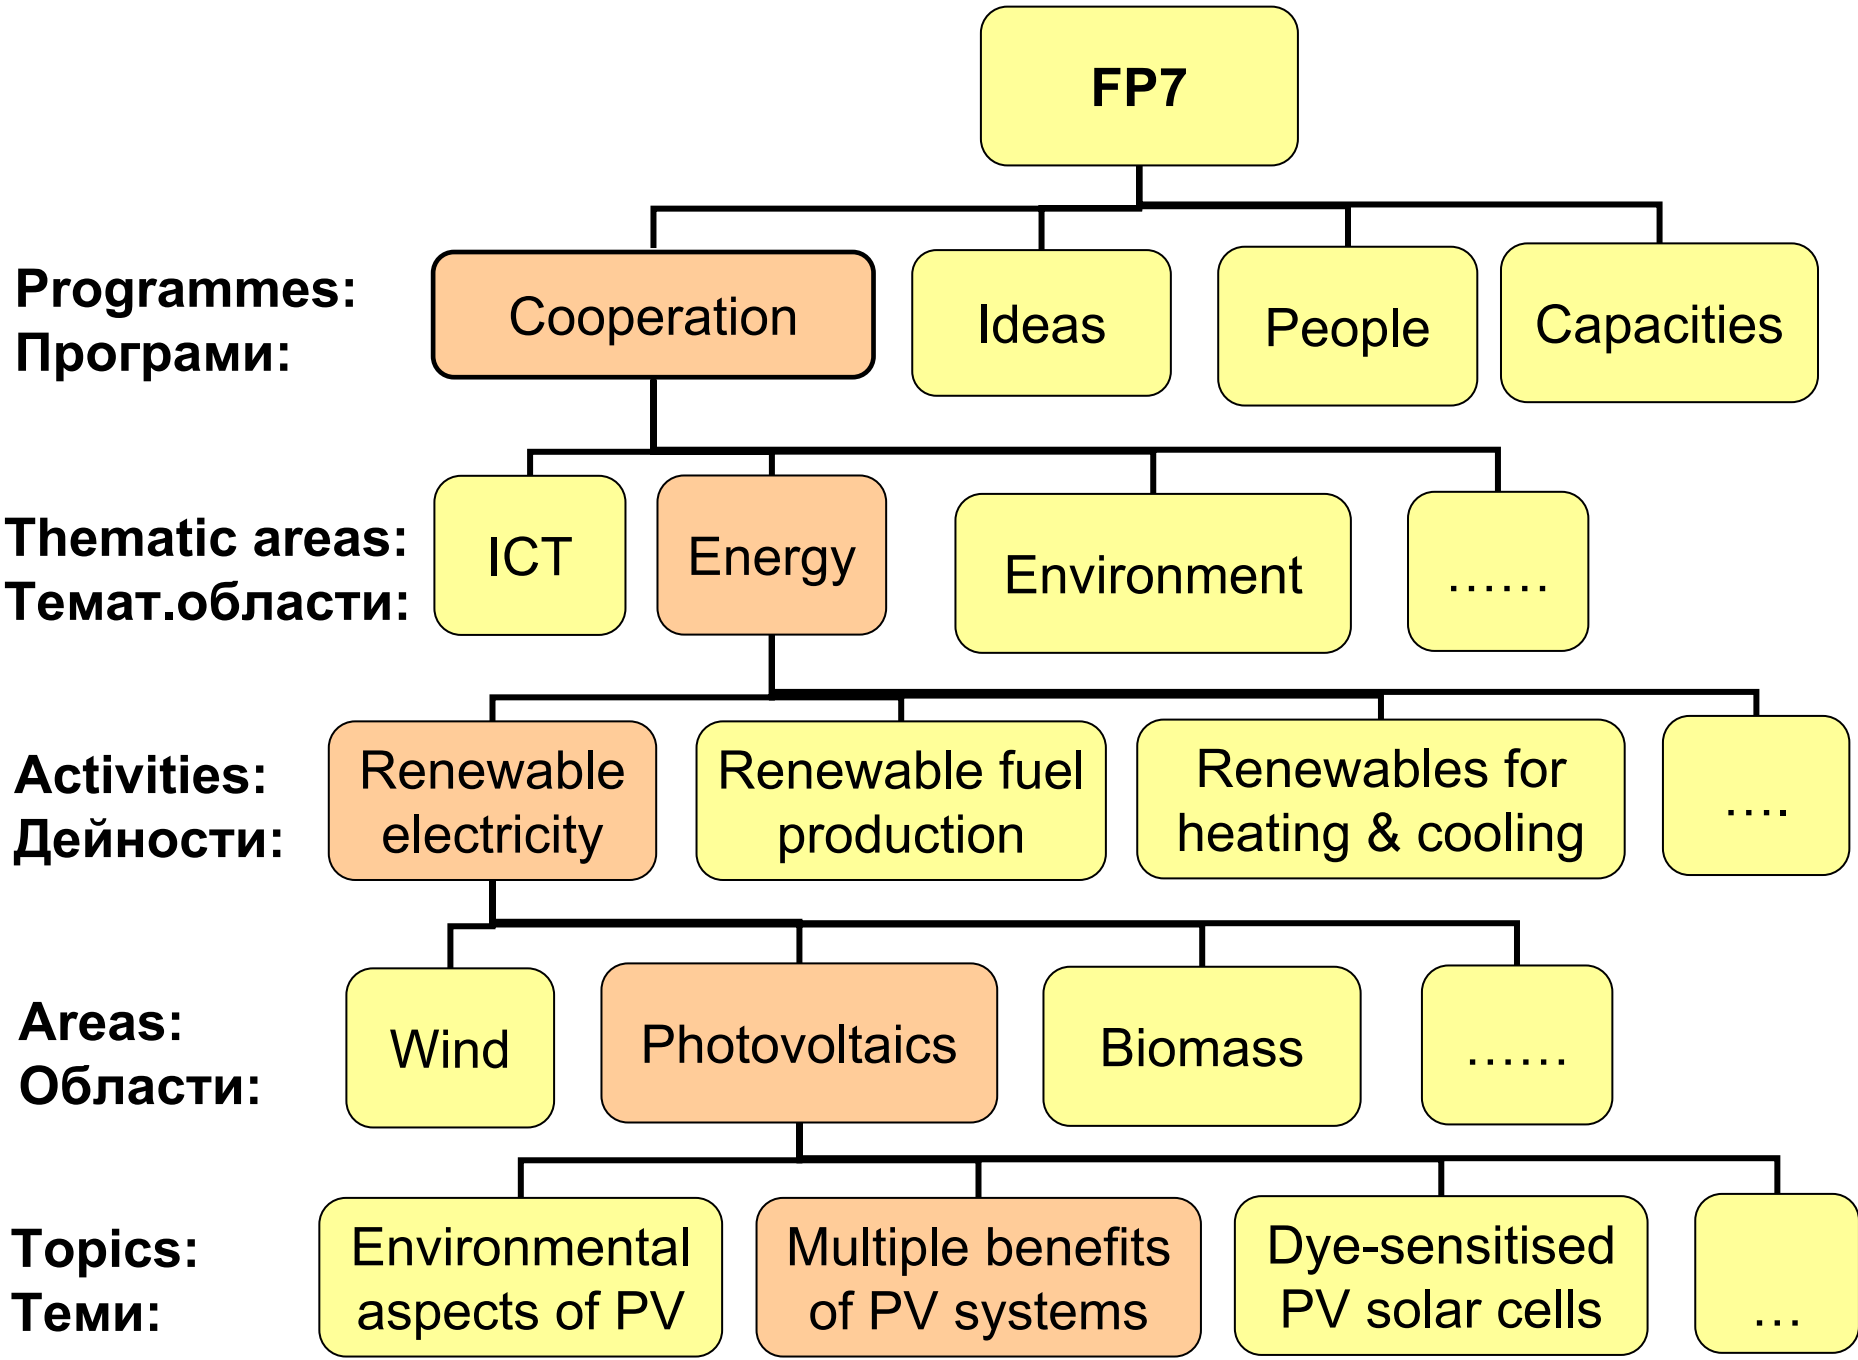 FP7
Programmes:
Програми:
Cooperation
Ideas
People
Capacities
Thematic areas:
Темат.области:
ICT
Energy
Environment
……
Activities:
Дейности:
Renewable
electricity
Renewable fuel
production
Renewables for
heating & cooling
….
Areas:
Области:
Wind
Photovoltaics
Biomass
……
Topics:
Теми:
Environmental
aspects of PV
Multiple benefits
of PV systems
Dye-sensitised
PV solar cells
…